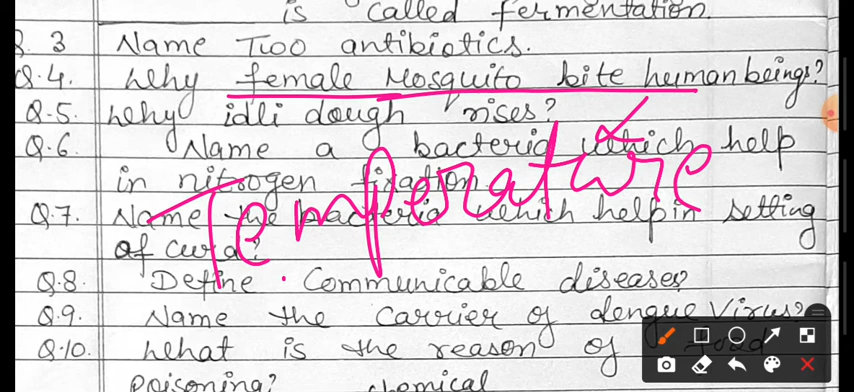 is called fermentation.
Q. 3 Name Two antibiotics.
Q.4. Why female Mosquito bite human beings?
Q.5. Why idli dough rises?
Q.6 Name a bacteria which help
in nitrogen fixation.
Temperature
Q.7. Name the bacteria which help in setting
of curd?
Q.8 Define Communicable diseases
Q.9. Name the carrier of dengue virus?
Q.10. What is the reason of food
poisoning? chemical